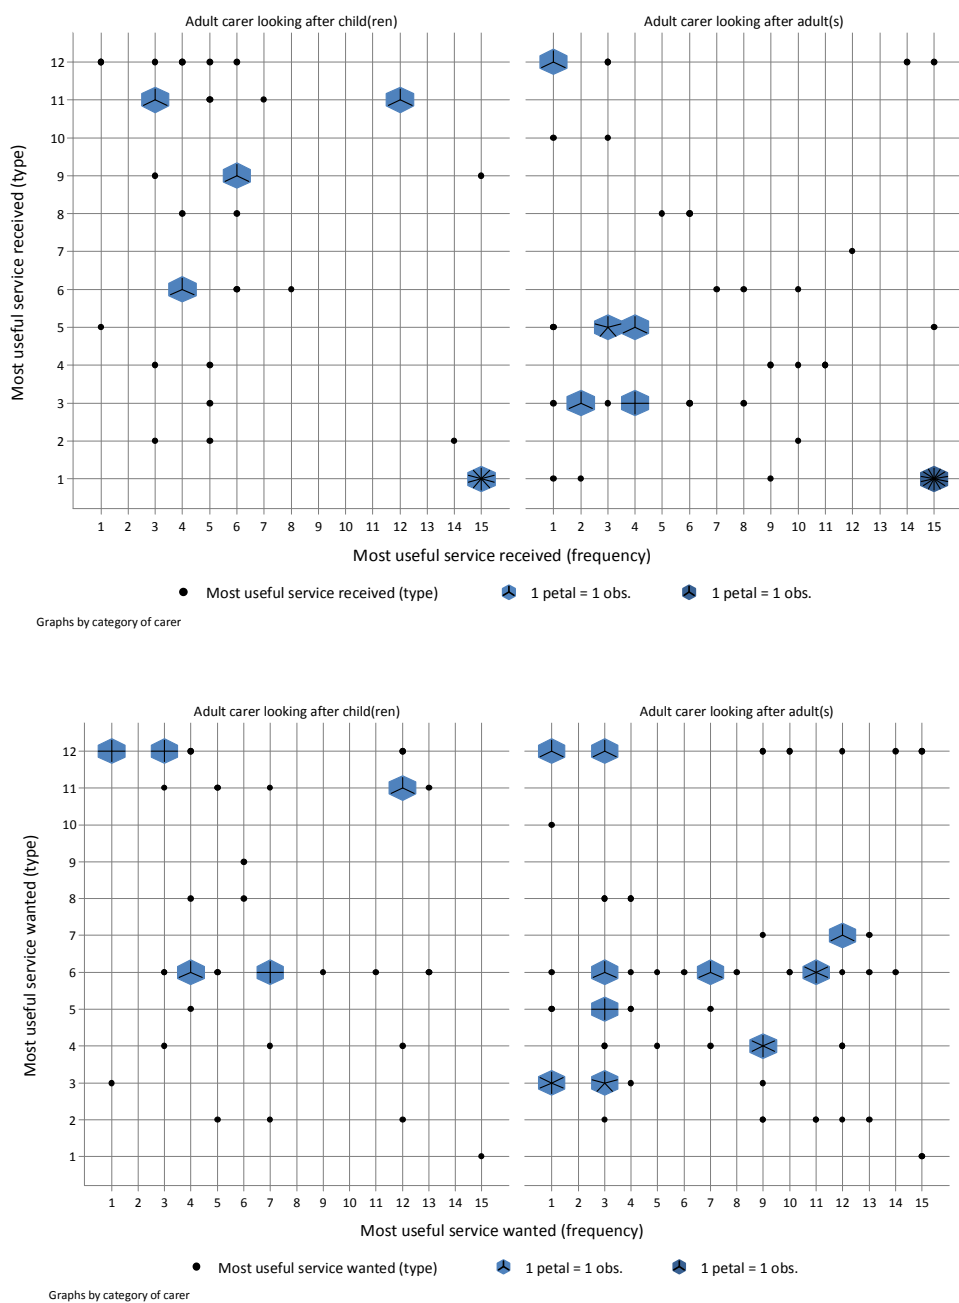 Adult carer looking after child(ren) Adult carer looking after adult(s)
Most useful service received (type)
12
11
10
9
8
7
6
5
4
3
2
1
1 2 3 4 5 6 7 8 9 10 11 12 13 14 15 1 2 3 4 5 6 7 8 9 10 11 12 13 14 15
Most useful service received (frequency)
Most useful service received (type) 1 petal = 1 obs. 1 petal = 1 obs.
Graphs by category of carer
Adult carer looking after child(ren) Adult carer looking after adult(s)
Most useful service wanted (type)
12
11
10
9
8
7
6
5
4
3
2
1
1 2 3 4 5 6 7 8 9 10 11 12 13 14 15 1 2 3 4 5 6 7 8 9 10 11 12 13 14 15
Most useful service wanted (frequency)
Most useful service wanted (type) 1 petal = 1 obs. 1 petal = 1 obs.
Graphs by category of carer